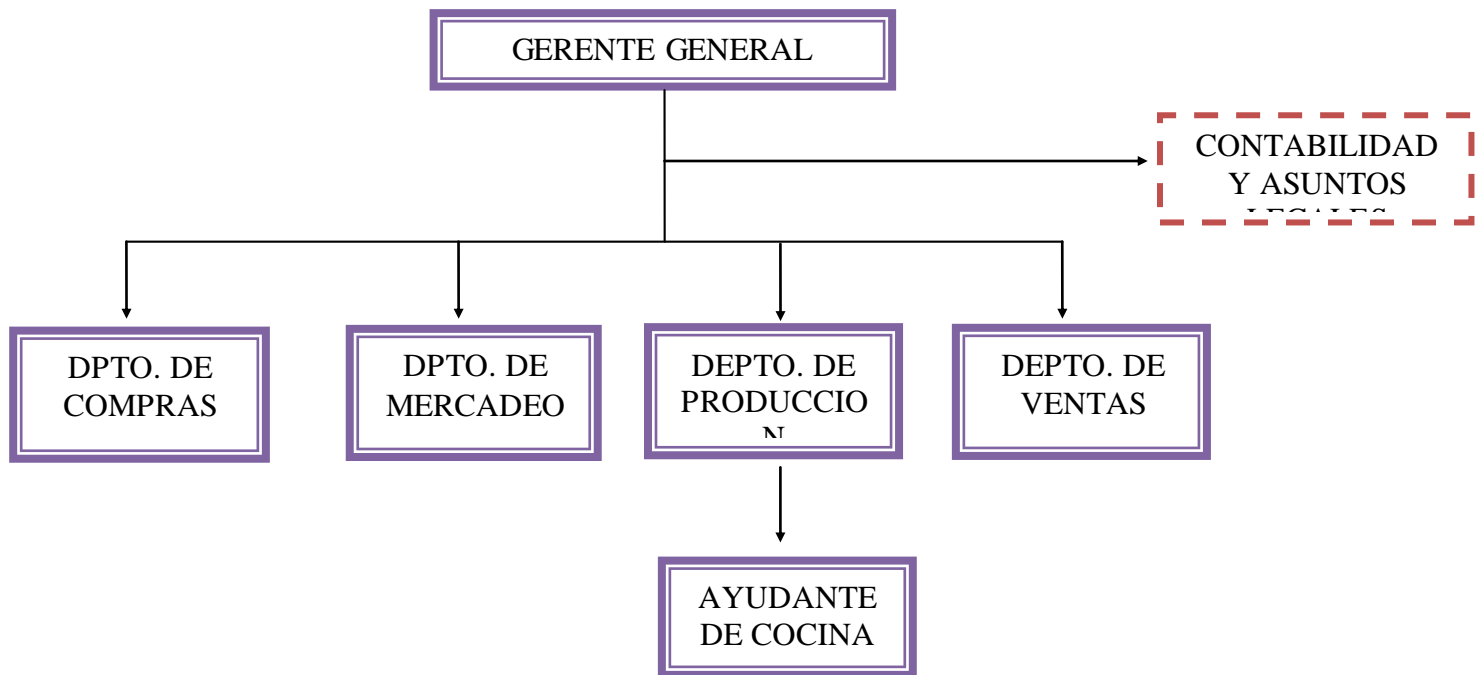 GERENTE GENERAL
CONTABILIDAD
Y ASUNTOS
LEGALES
DPTO. DE
COMPRAS
DPTO. DE
MERCADEO
DEPTO. DE
PRODUCCIO
N
DEPTO. DE
VENTAS
AYUDANTE
DE COCINA